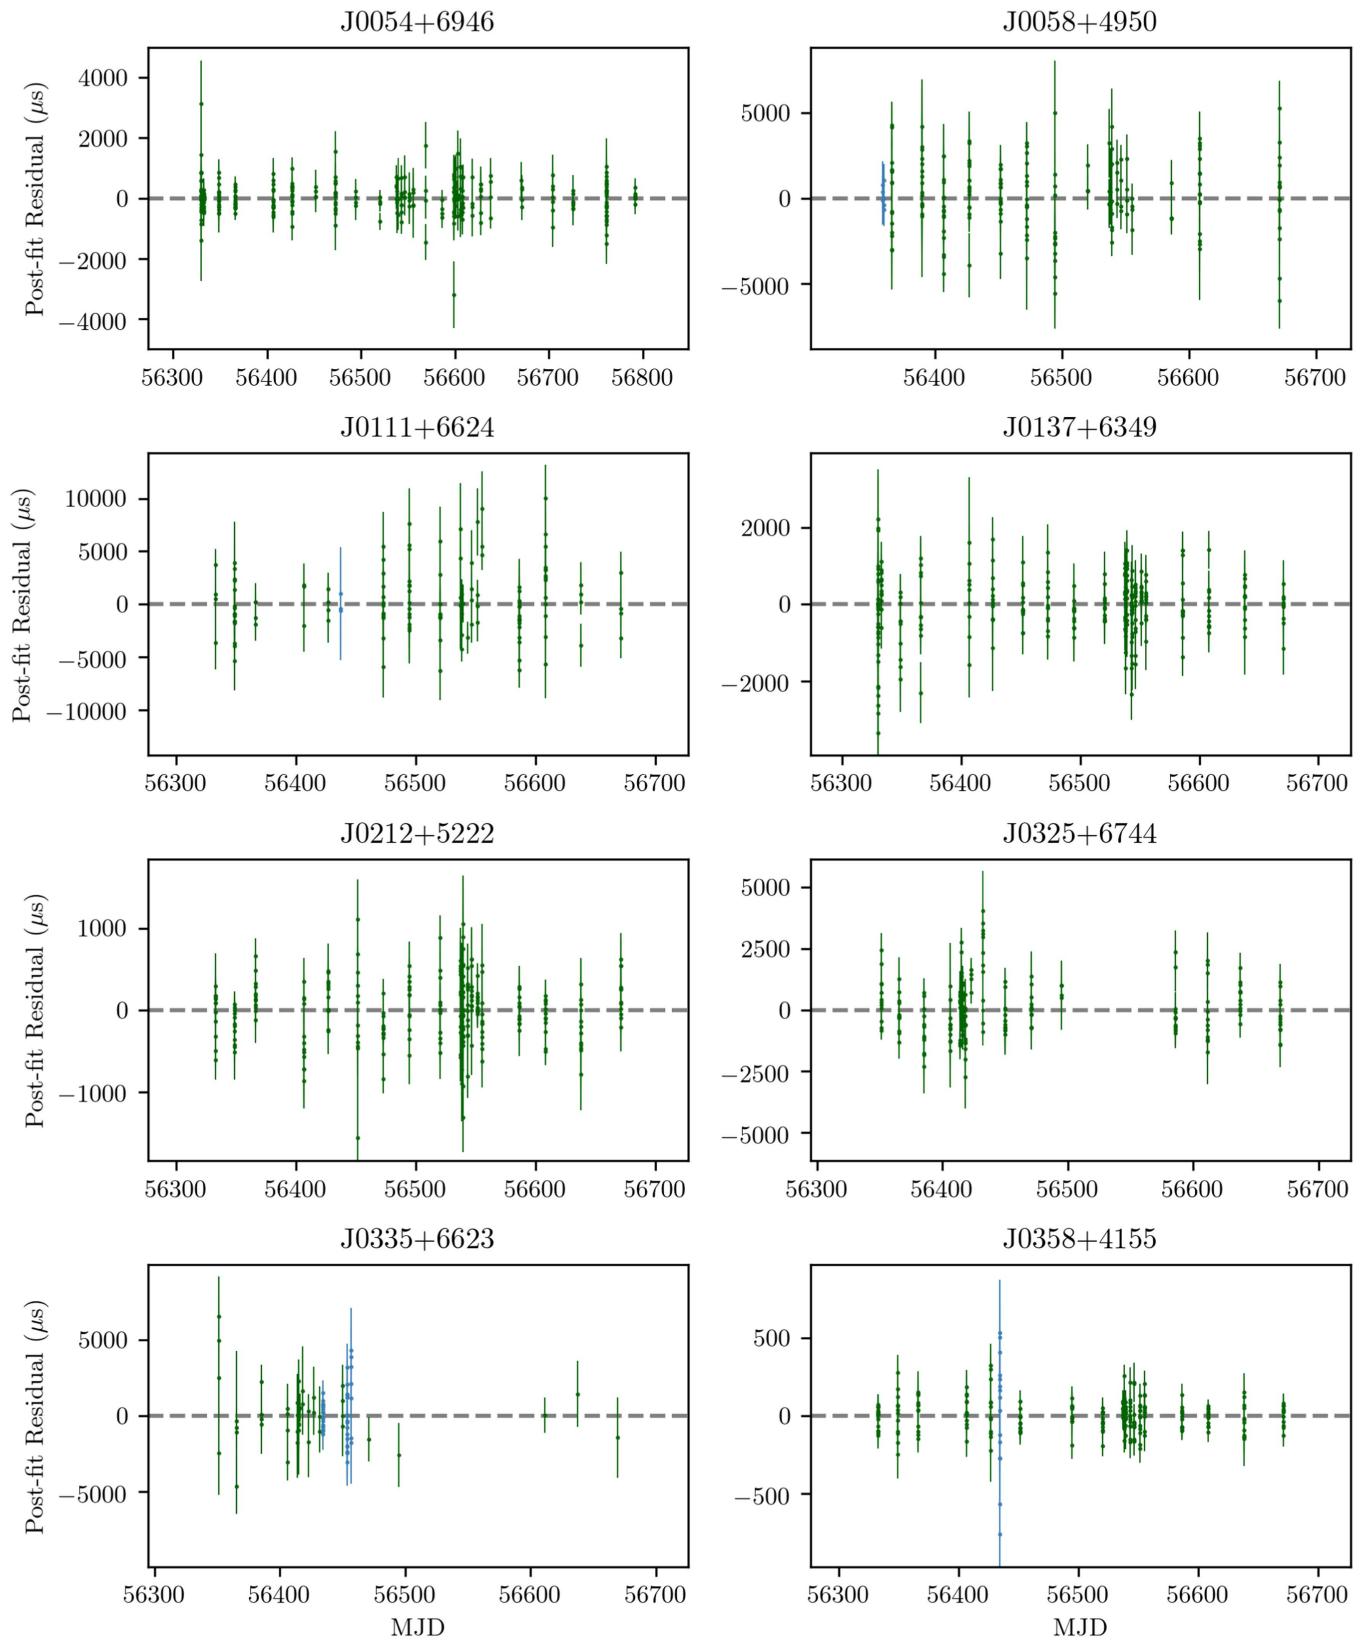 J0054+6946 J0058+4950
Post-fit Residual (μs)
4000
2000
0
−2000
−4000
5000
0
−5000
56300 56400 56500 56600 56700 56800
56400 56500 56600 56700
J0111+6624 J0137+6349
Post-fit Residual (μs)
10000
5000
0
−5000
−10000
2000
0
−2000
56300 56400 56500 56600 56700
56300 56400 56500 56600 56700
J0212+5222 J0325+6744
Post-fit Residual (μs)
1000
0
−1000
5000
2500
0
−2500
−5000
56300 56400 56500 56600 56700
56300 56400 56500 56600 56700
J0335+6623 J0358+4155
Post-fit Residual (μs)
5000
0
−5000
500
0
−500
56300 56400 56500 56600 56700
56300 56400 56500 56600 56700
MJD MJD